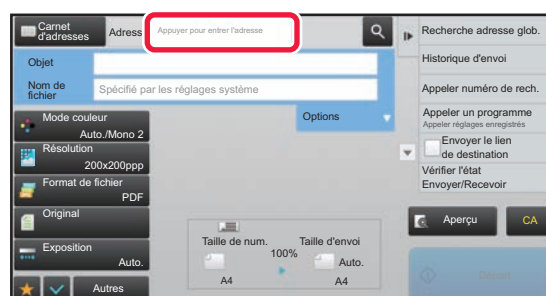 Carnet d'adresses
Adress
Appuyer pour entrer l'adresse
Objet
Nom de fichier
Spécifié par les réglages système
Mode couleur
Auto./Mono 2
Résolution
200x200ppp
Format de fichier
PDF
Original
Exposition
Auto.
Autres
Options
Taille de num.
100%
Taille d'envoi
Auto.
A4
A4
Recherche adresse glob.
Historique d'envoi
Appeler numéro de rech.
Appeler un programme
Appeler réglages enregistrés
Envoyer le lien
de destination
Vérifier l'état
Envoyer/Recevoir
Aperçu
CA
Départ